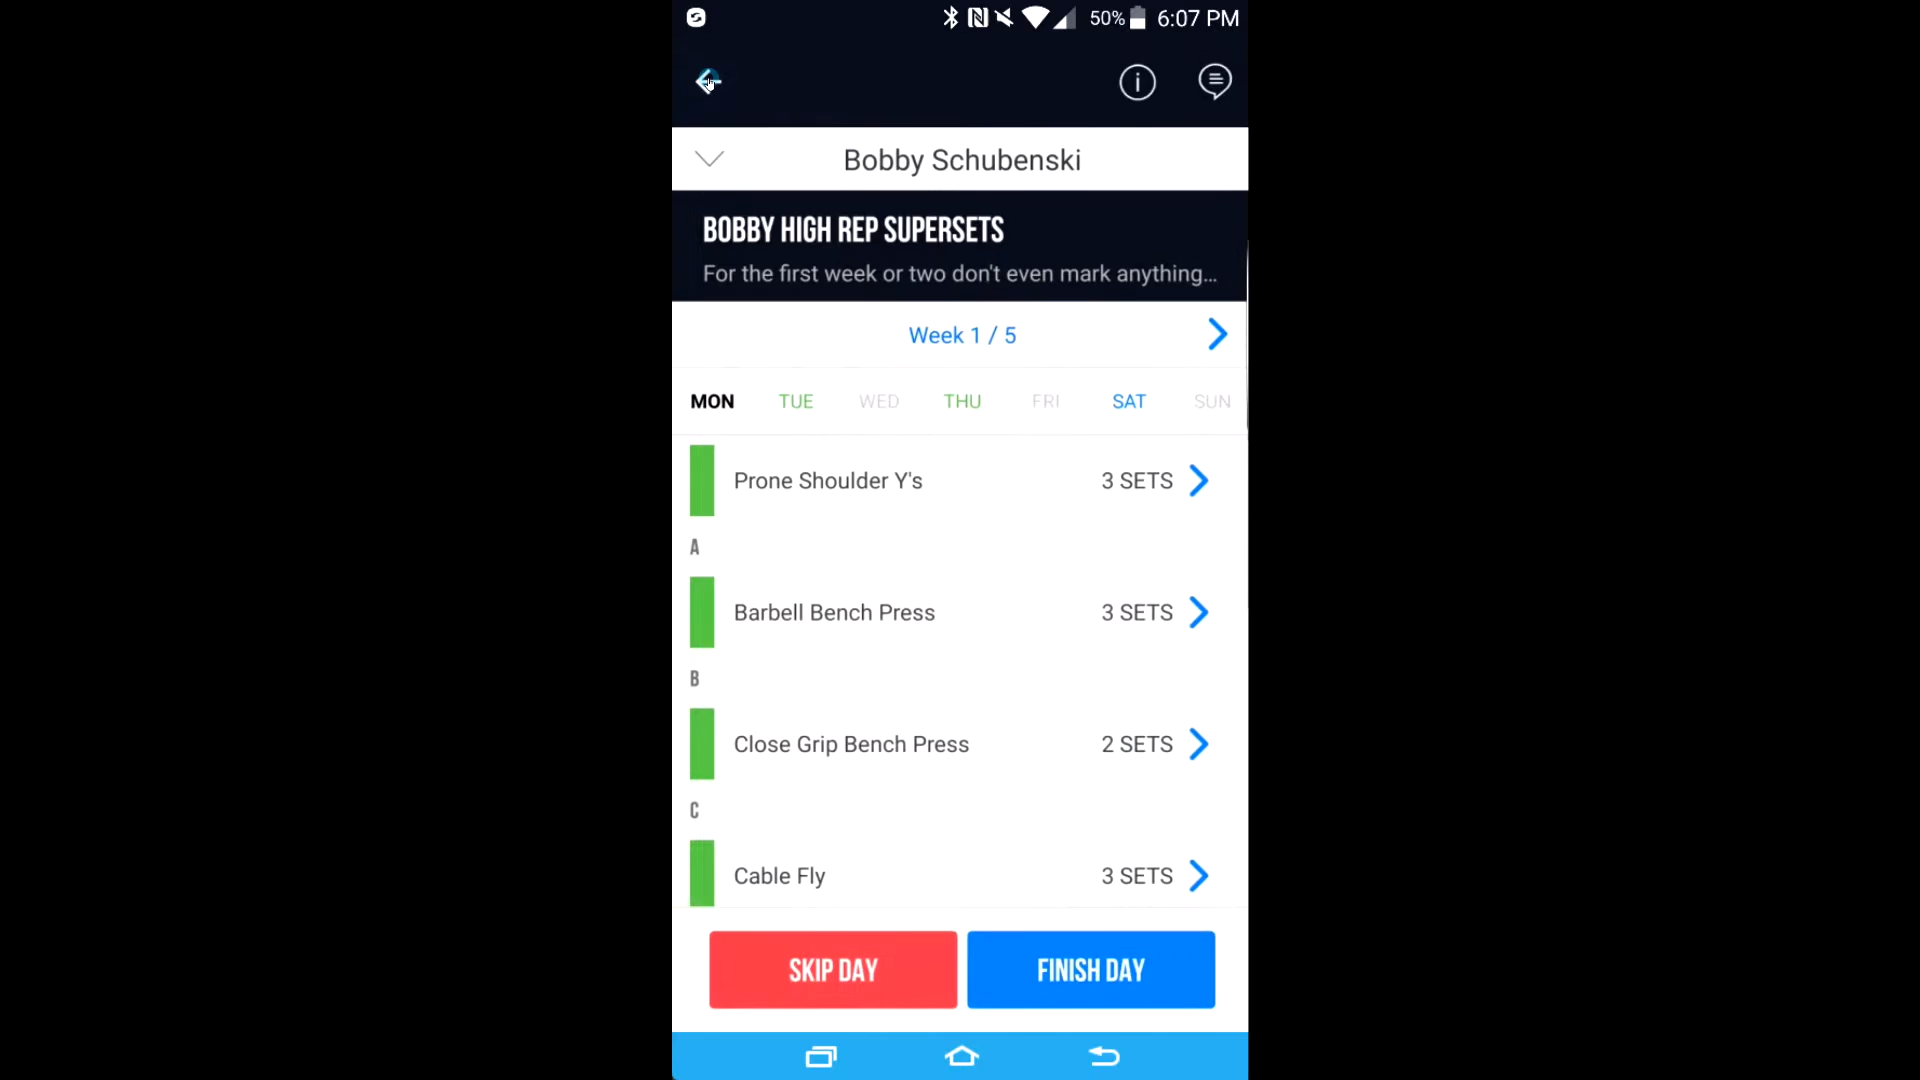 50% 6:07 PM
Bobby Schubenski
BOBBY HIGH REP SUPERSETS
For the first week or two don't even mark anything...
Week 1 / 5
MON TUE WED THU FRI SAT SUN
Prone Shoulder Y's 3 SETS
A
Barbell Bench Press 3 SETS
B
Close Grip Bench Press 2 SETS
C
Cable Fly 3 SETS
SKIP DAY FINISH DAY